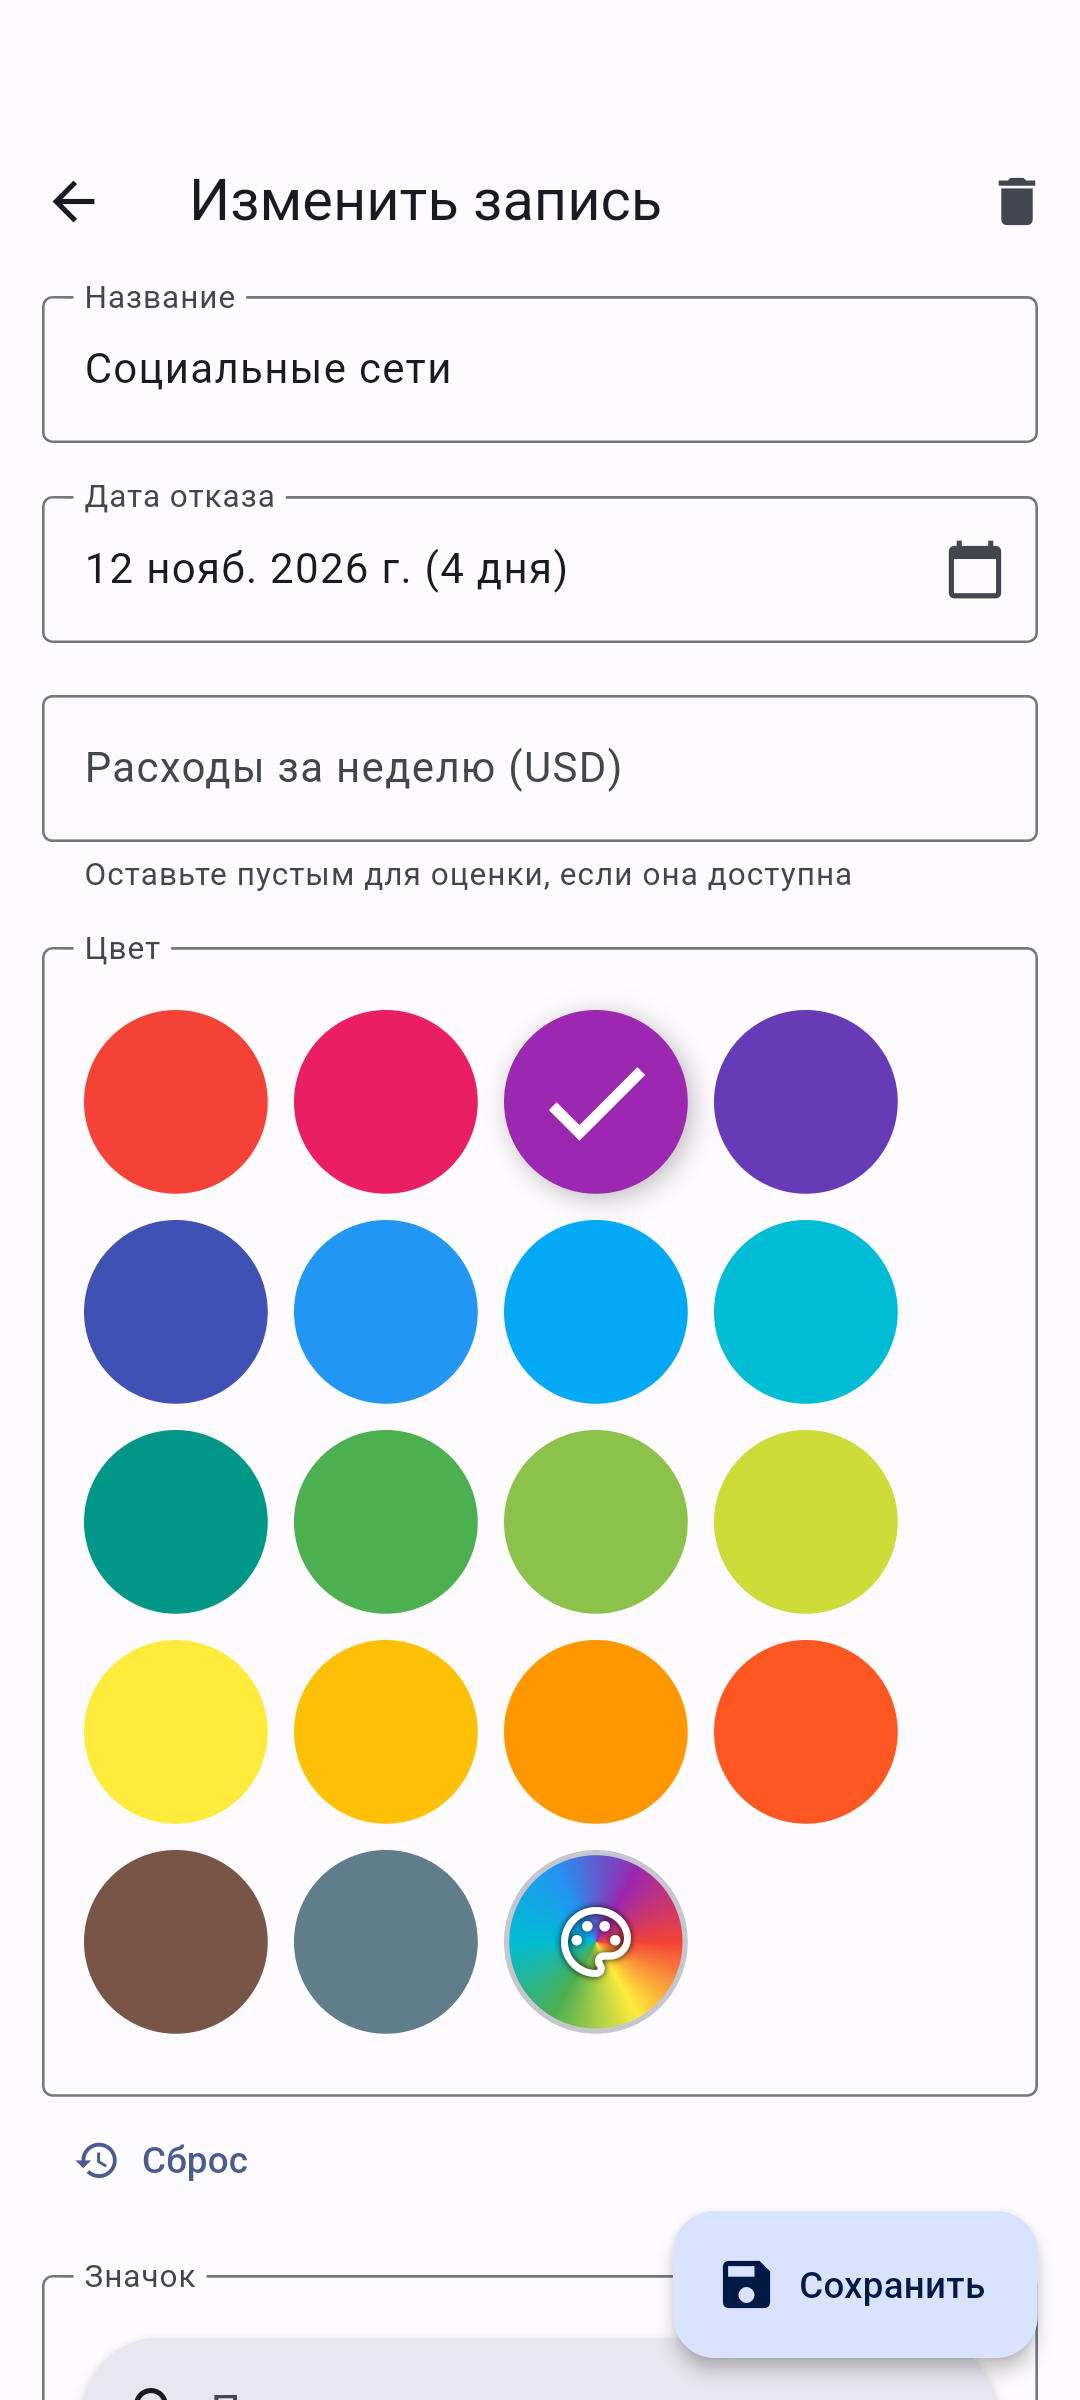 Изменить запись
Название
Социальные сети
Дата отказа
12 нояб. 2026 г. (4 дня)
Расходы за неделю (USD)
Оставьте пустым для оценки, если она доступна
Цвет
Сброс
Значок
Сохранить